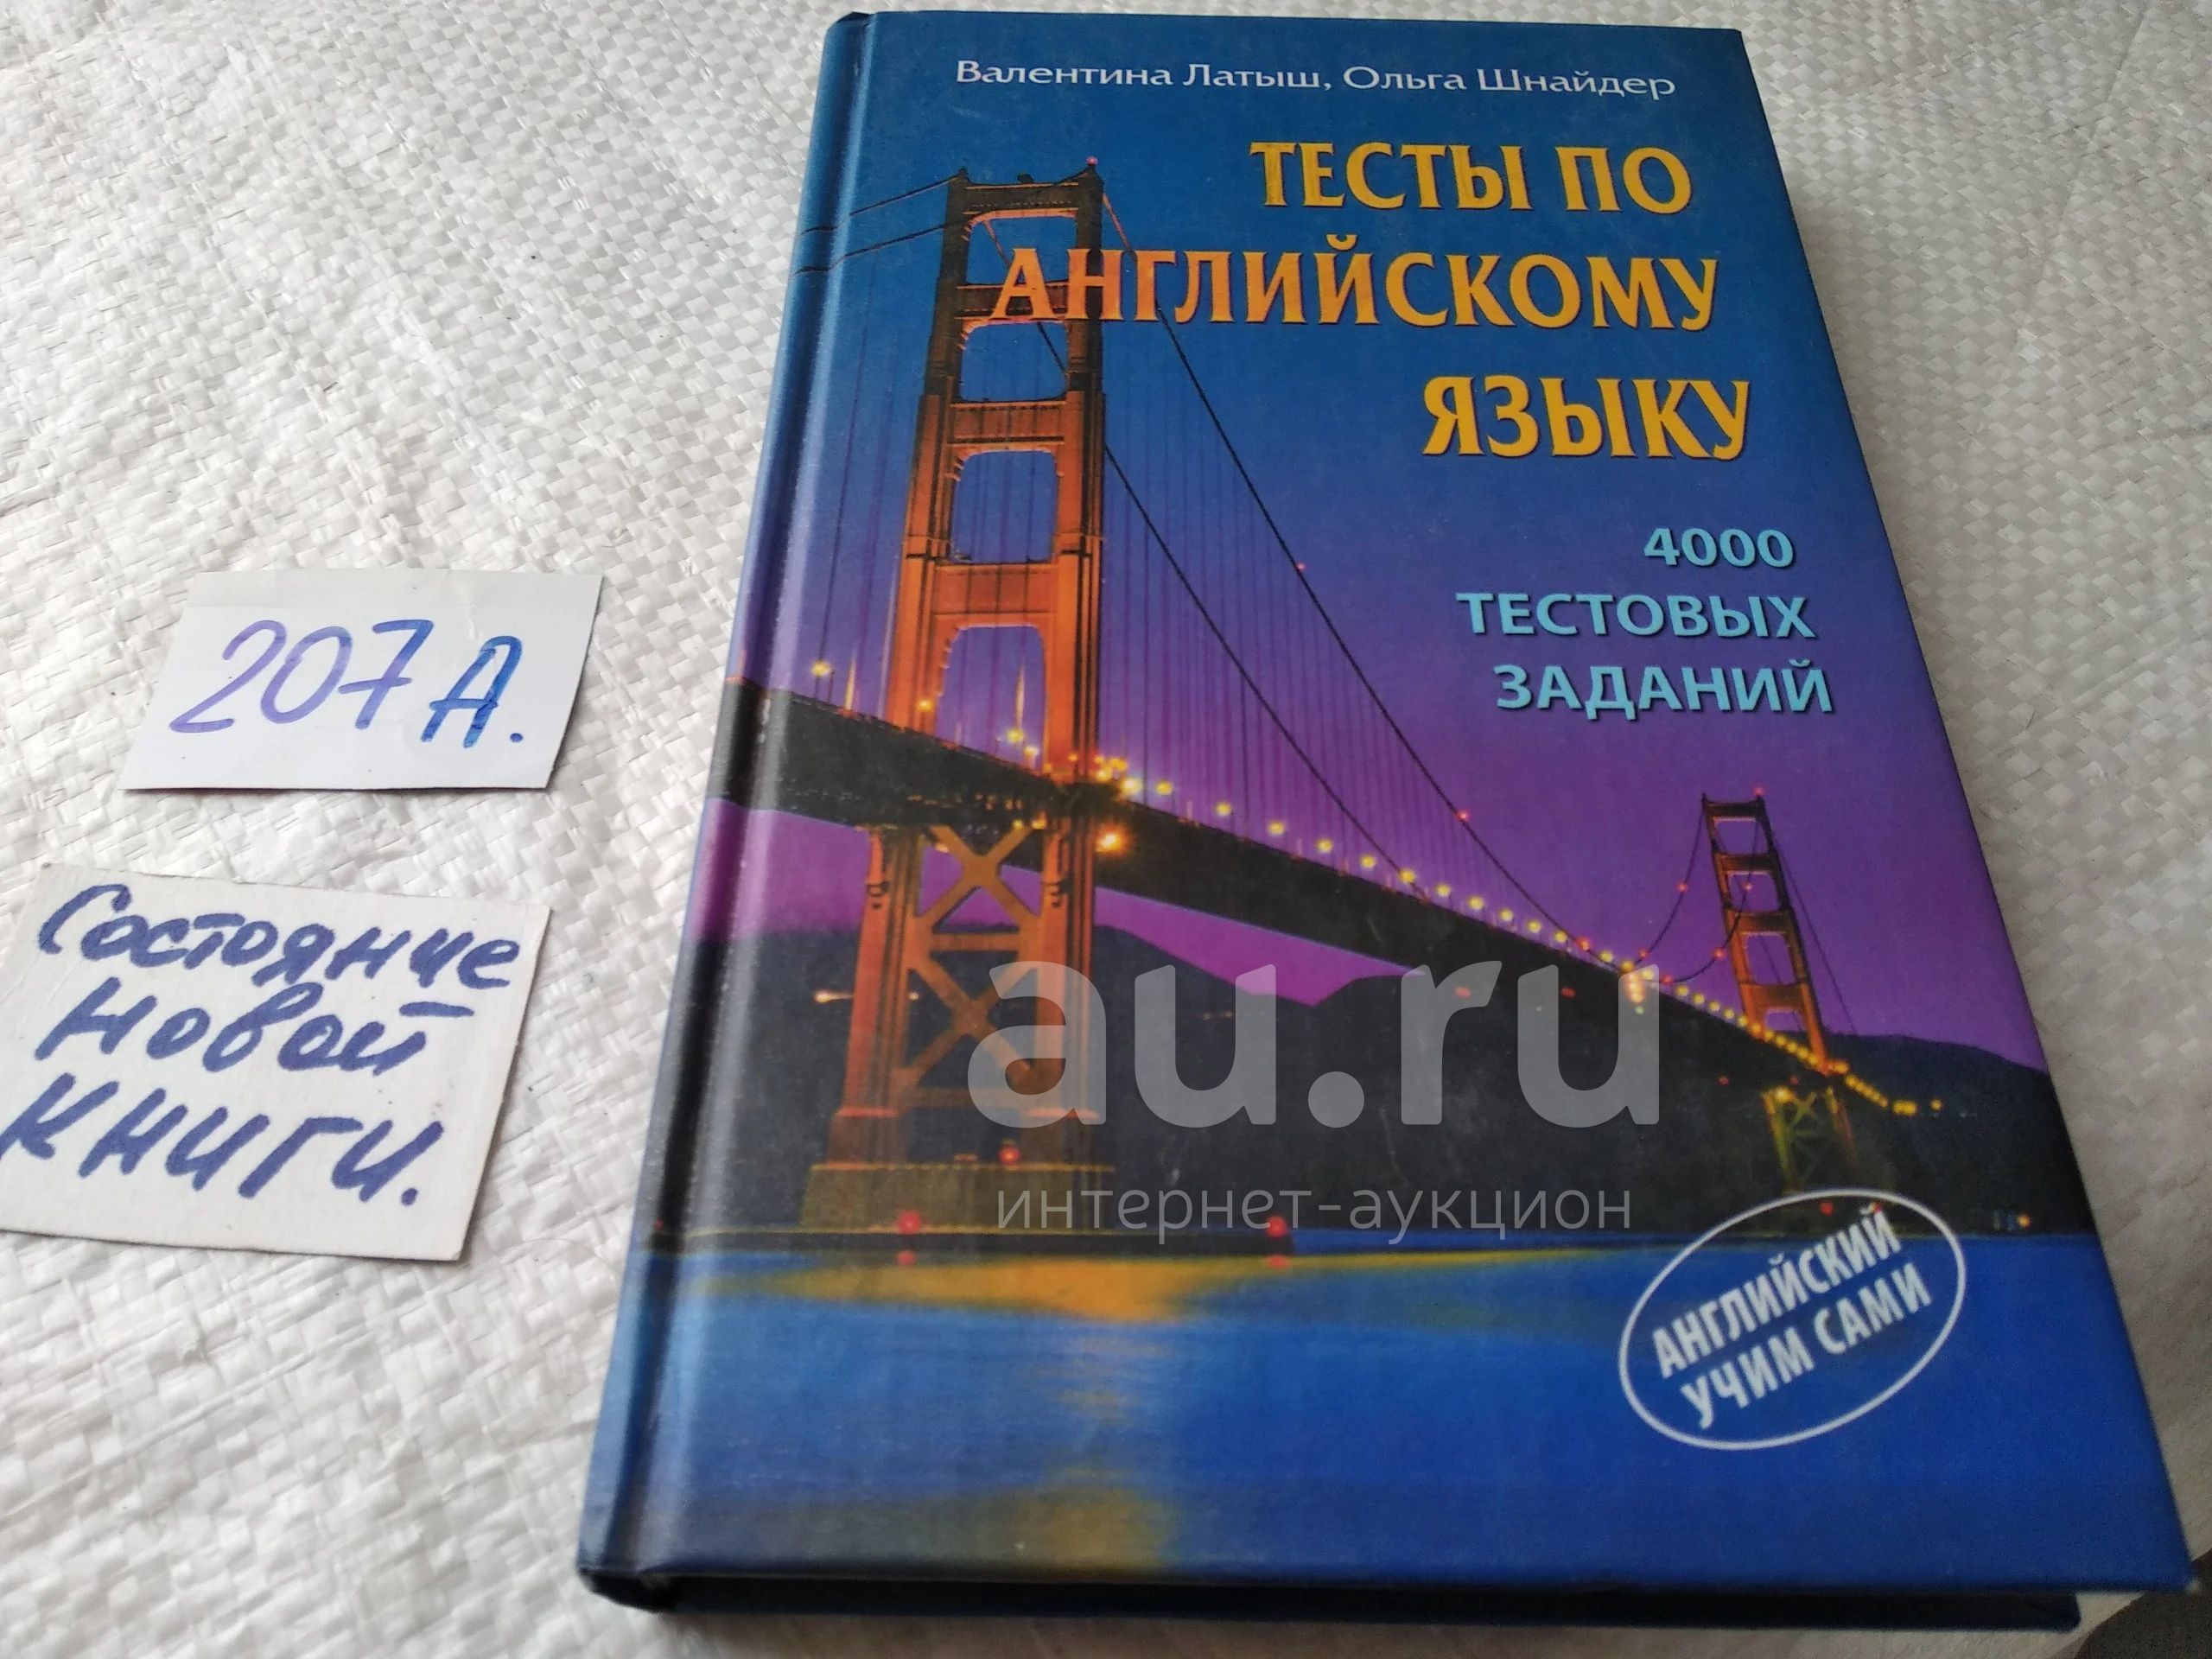 Валентина Латыш, Ольга Шнайдер
ТЕСТЫ ПО
АНГЛИЙСКОМУ
ЯЗЫКУ
4000
ТЕСТОВЫХ
ЗАДАНИЙ
207А.
Состояние
новой
книги.
au.ru
интернет-аукцион
АНГЛИЙСКИЙ
УЧИМ САМИ